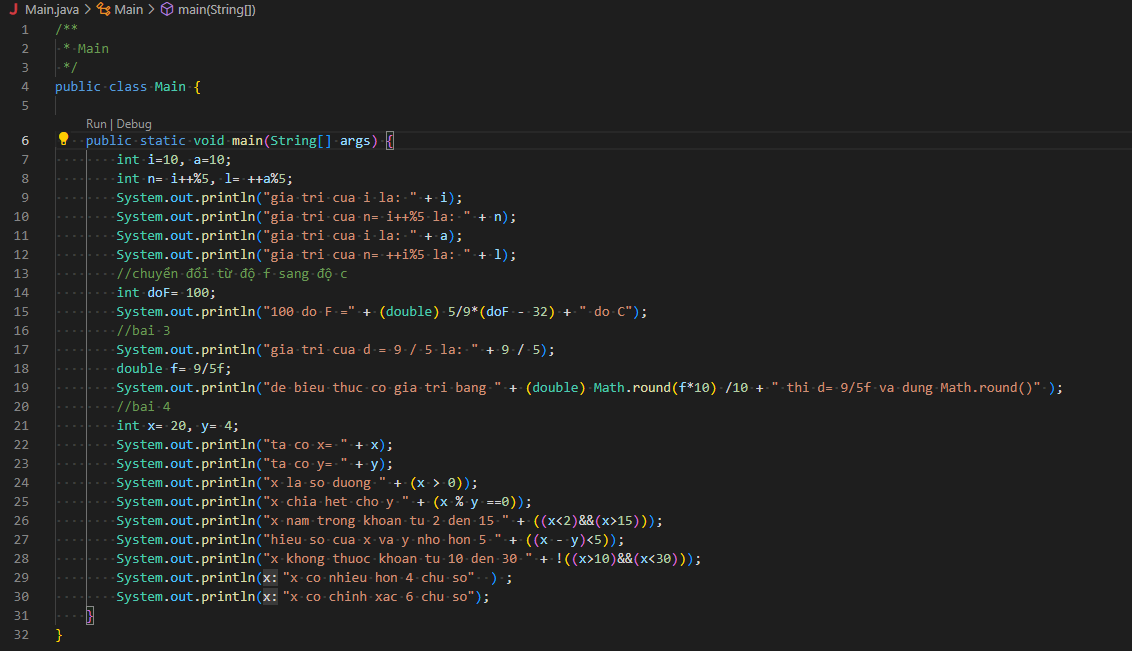 Main.java > Main > main(String[])
1 /**
2 * Main
3 */
4 public class Main {
5
Run | Debug
6 public static void main(String[] args) {
7 int i=10, a=10;
8 int n= i++%5, l= ++a%5;
9 System.out.println("gia tri cua i la: " + i);
10 System.out.println("gia tri cua n= i++%5 la: " + n);
11 System.out.println("gia tri cua i la: " + a);
12 System.out.println("gia tri cua n= ++i%5 la: " + l);
13 //chuyển đổi từ độ f sang độ c
14 int doF= 100;
15 System.out.println("100 do F =" + (double) 5/9*(doF - 32) + " do C");
16 //bai 3
17 System.out.println("gia tri cua d = 9 / 5 la: " + 9 / 5);
18 double f= 9/5f;
19 System.out.println("de bieu thuc co gia tri bang " + (double) Math.round(f*10) /10 + " thi d= 9/5f va dung Math.round()" );
20 //bai 4
21 int x= 20, y= 4;
22 System.out.println("ta co x= " + x);
23 System.out.println("ta co y= " + y);
24 System.out.println("x la so duong " + (x > 0));
25 System.out.println("x chia het cho y " + (x % y ==0));
26 System.out.println("x nam trong khoan tu 2 den 15 " + ((x<2)&&(x>15)));
27 System.out.println("hieu so cua x va y nho hon 5 " + ((x - y)<5));
28 System.out.println("x khong thuoc khoan tu 10 den 30 " + !((x>10)&&(x<30)));
29 System.out.println(x: "x co nhieu hon 4 chu so"  ) ;
30 System.out.println(x: "x co chinh xac 6 chu so");
31 }
32 }